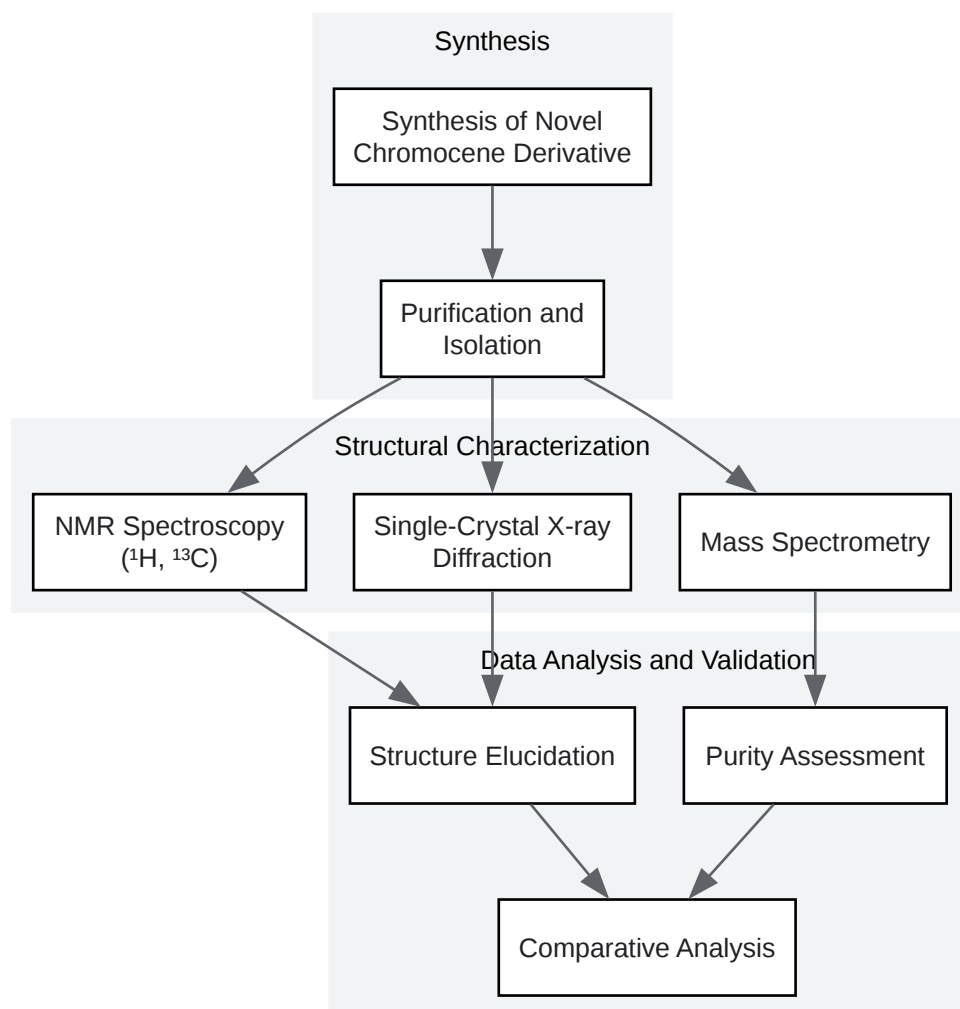 Synthesis
Synthesis of Novel
Chromocene Derivative
Purification and
Isolation
Structural Characterization
NMR Spectroscopy
(¹H, ¹³C)
Single-Crystal X-ray
Diffraction
Mass Spectrometry
Data Analysis and Validation
Structure Elucidation
Purity Assessment
Comparative Analysis